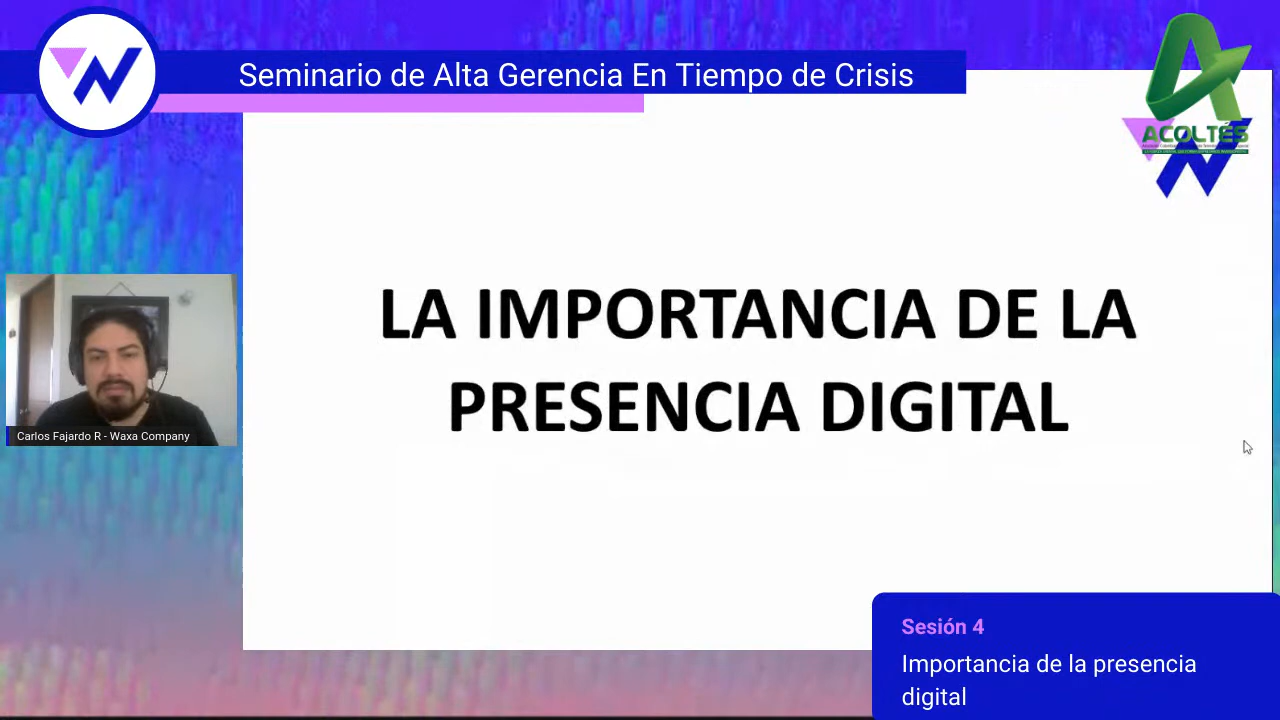 Seminario de Alta Gerencia En Tiempo de Crisis
ACOLTÉS
LA IMPORTANCIA DE LA
PRESENCIA DIGITAL
Carlos Fajardo R - Waxa Company
Sesión 4
Importancia de la presencia
digital